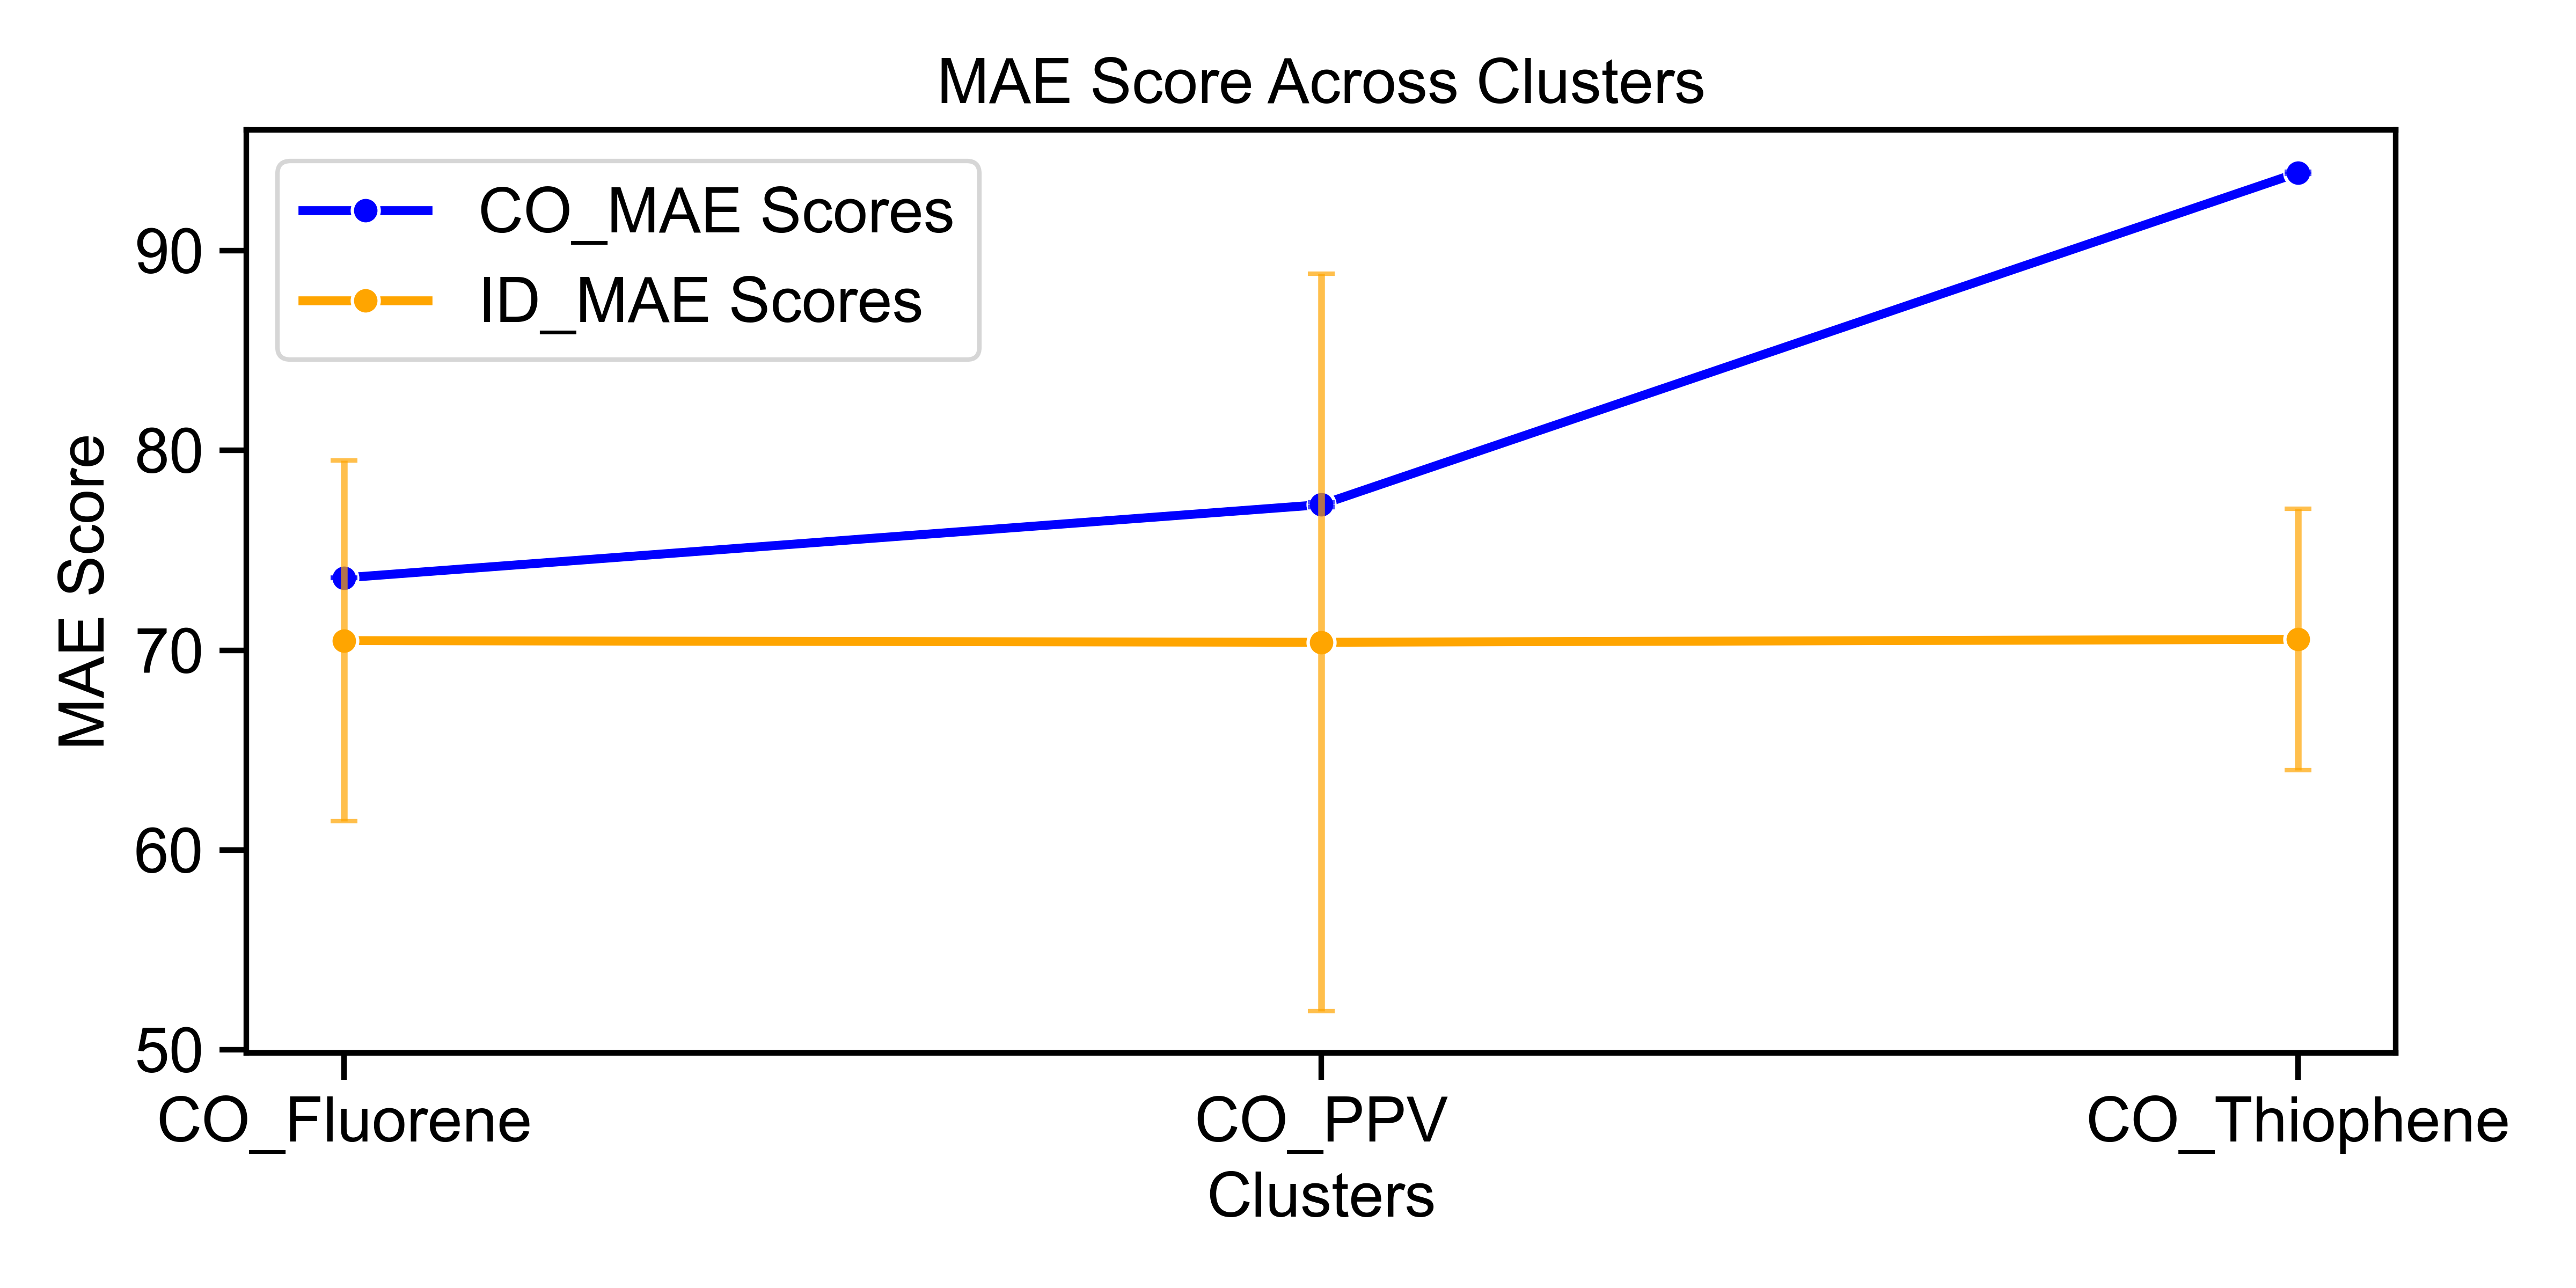 MAE Score Across Clusters
CO_MAE Scores
ID_MAE Scores
MAE Score
90
80
70
60
50
CO_Fluorene
CO_PPV
CO_Thiophene
Clusters